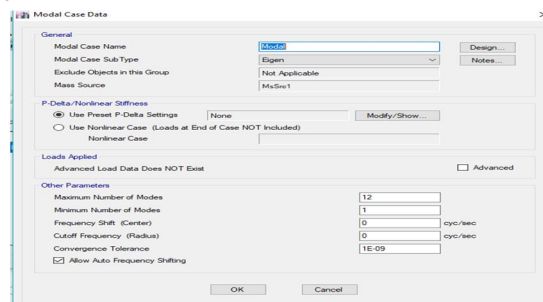 Modal Case Data
General
Modal Case Name Modal Design...
Modal Case SubType Eigen Notes...
Exclude Objects in this Group Not Applicable
Mass Source MsSrc1
P-Delta/Nonlinear Stiffness
Use Preset P-Delta Settings None Modify/Show...
Use Nonlinear Case (Loads at End of Case NOT Included)
Nonlinear Case
Loads Applied
Advanced Load Data Does NOT Exist Advanced
Other Parameters
Maximum Number of Modes 12
Minimum Number of Modes 1
Frequency Shift (Center) 0 cyc/sec
Cutoff Frequency (Radius) 0 cyc/sec
Convergence Tolerance 1E-09
Allow Auto Frequency Shifting
OK Cancel